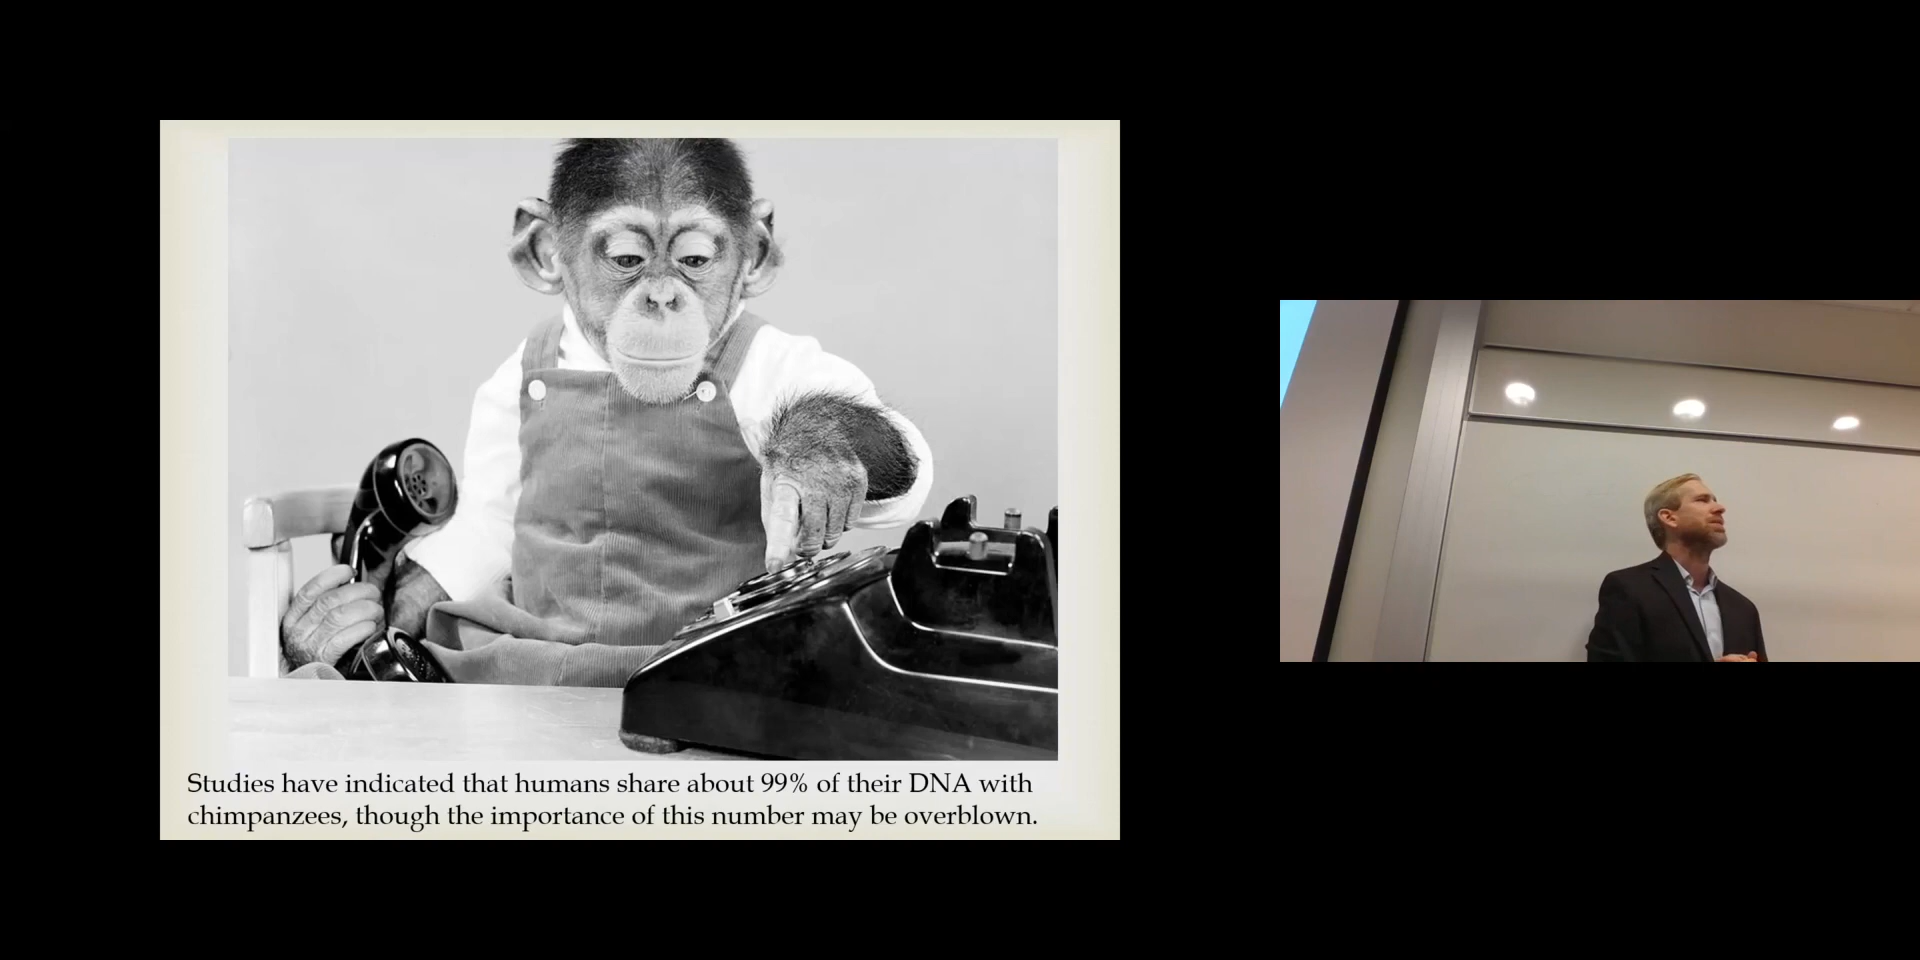 Studies have indicated that humans share about 99% of their DNA with
chimpanzees, though the importance of this number may be overblown.